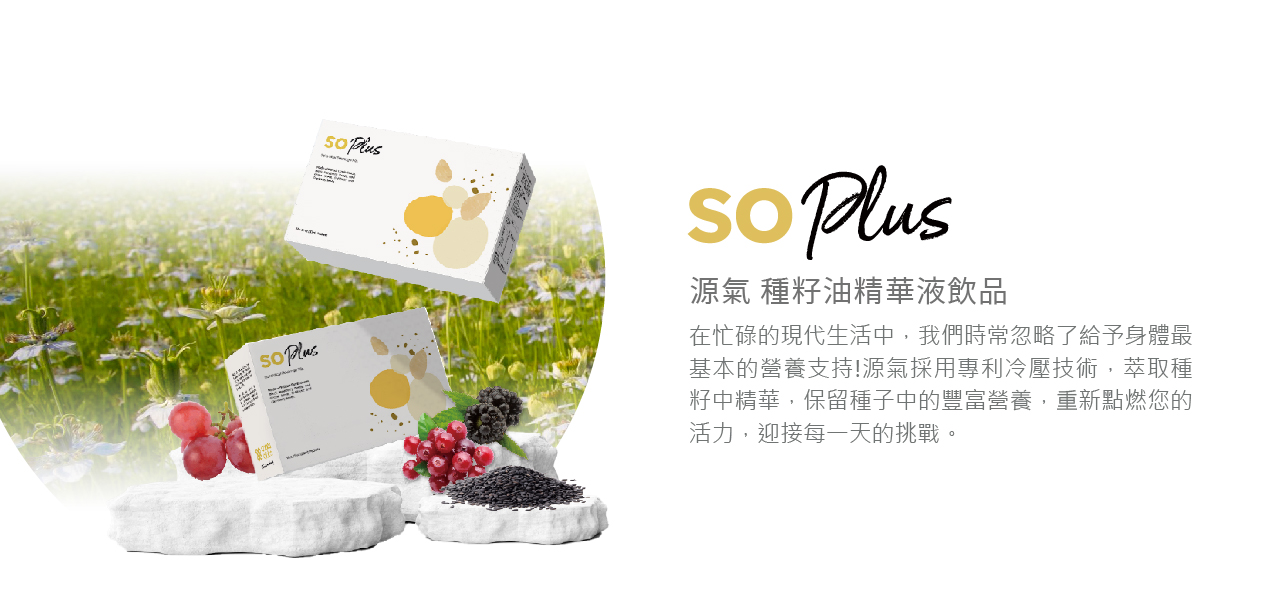 SO Plus
源氣 種籽油精華液飲品
在忙碌的現代生活中，我們時常忽略了給予身體最
基本的營養支持!源氣採用專利冷壓技術，萃取種
籽中精華，保留種子中的豐富營養，重新點燃您的
活力，迎接每一天的挑戰。
SO Plus
SO Plus